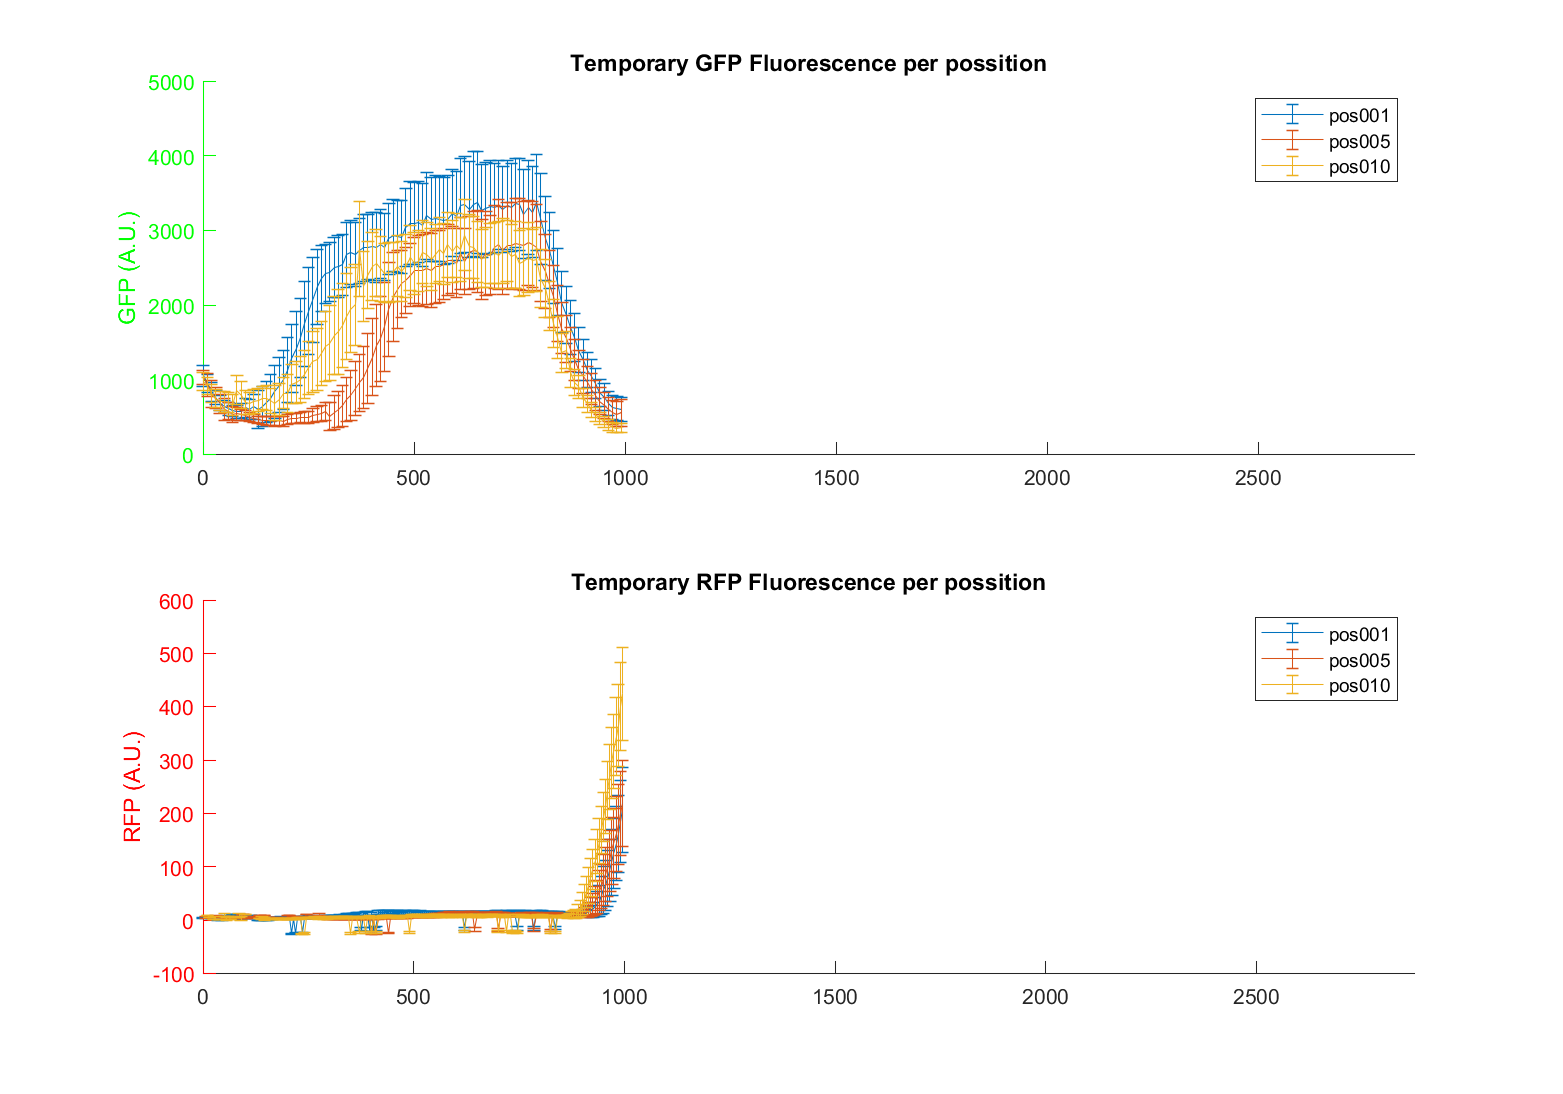 Temporary GFP Fluorescence per possition
5000
4000
3000
2000
1000
0
GFP (A.U.)
0 500 1000 1500 2000 2500
pos001
pos005
pos010
Temporary RFP Fluorescence per possition
600
500
400
300
200
100
0
-100
RFP (A.U.)
0 500 1000 1500 2000 2500
pos001
pos005
pos010